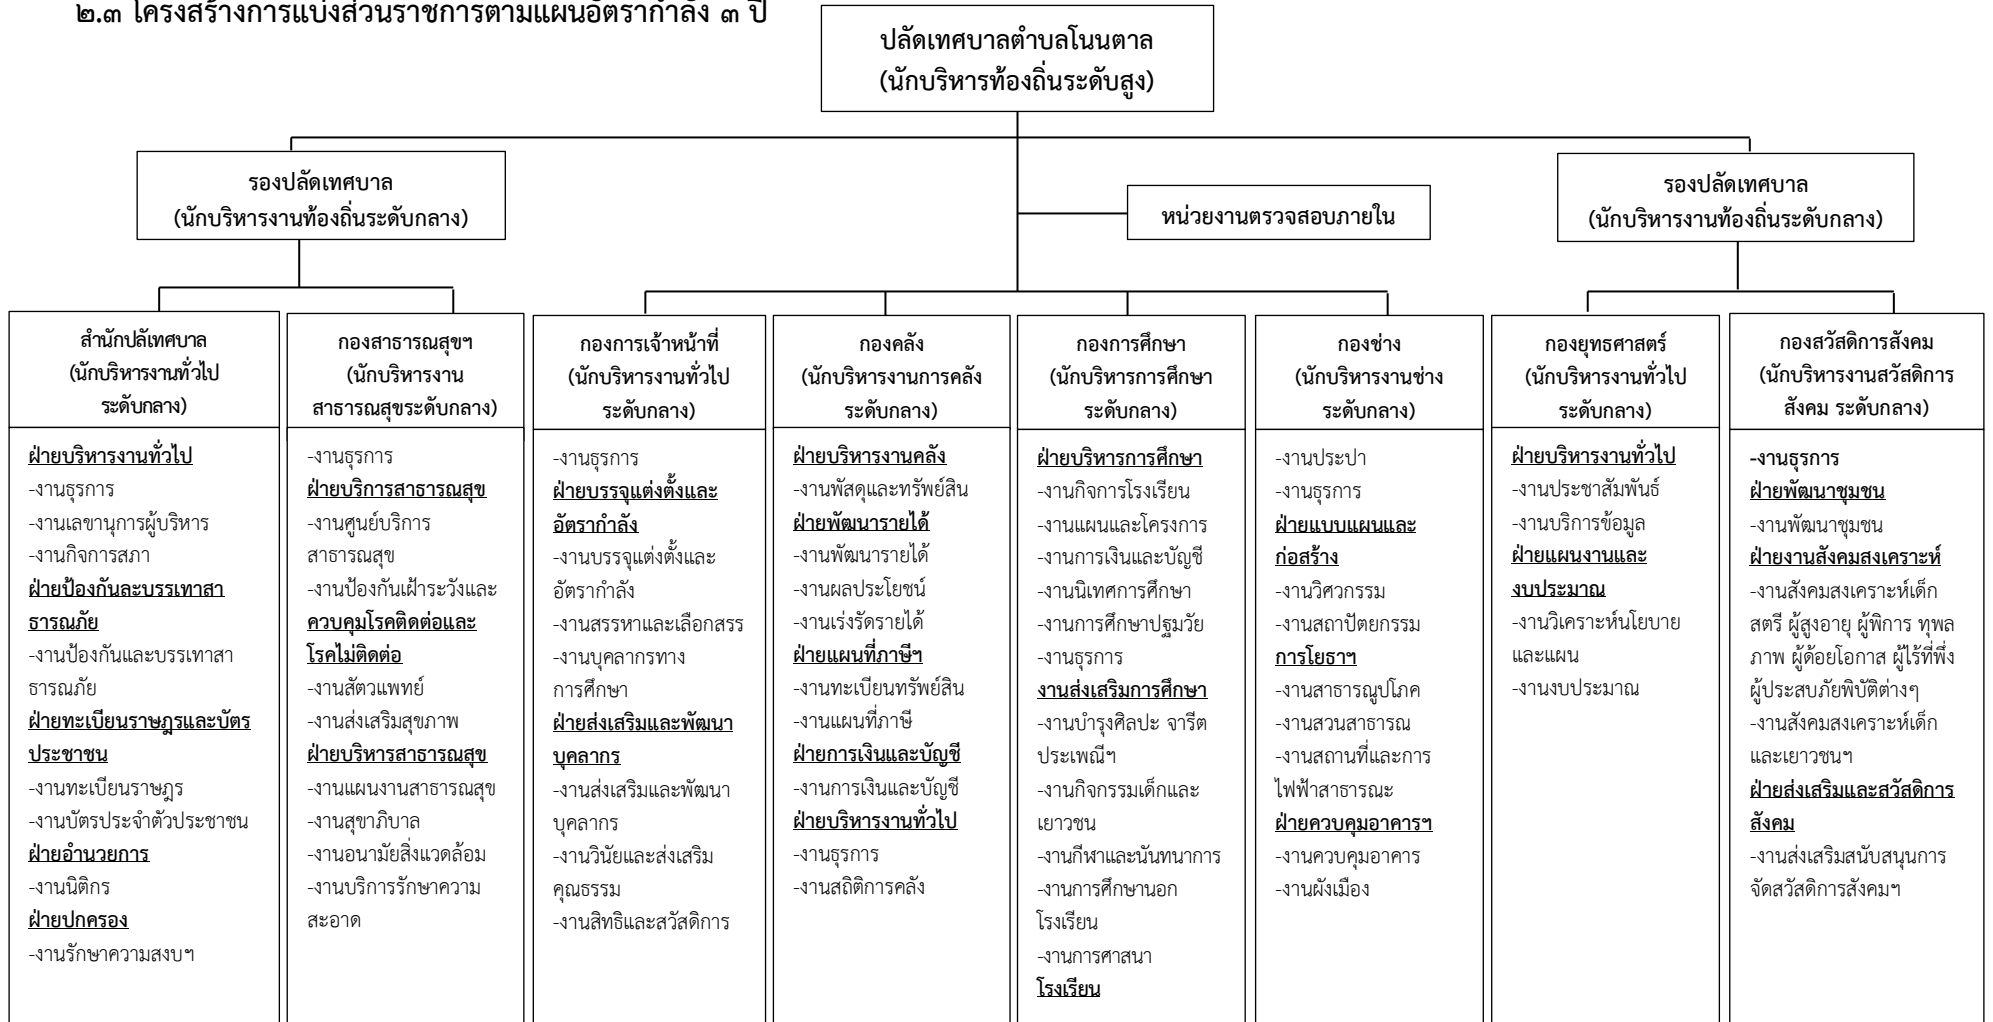 ๒.๓ โครงสร้างการแบ่งส่วนราชการตามแผนอัตรากำลัง ๓ ปี
ปลัดเทศบาลตำบลโนนตาล
(นักบริหารท้องถิ่นระดับสูง)
รองปลัดเทศบาล
(นักบริหารงานท้องถิ่นระดับกลาง)
หน่วยงานตรวจสอบภายใน
รองปลัดเทศบาล
(นักบริหารงานท้องถิ่นระดับกลาง)
สำนักปลัเทศบาล
(นักบริหารงานทั่วไป
ระดับกลาง)
ฝ่ายบริหารงานทั่วไป
-งานธุรการ
-งานเลขานุการผู้บริหาร
-งานกิจการสภา
ฝ่ายป้องกันละบรรเทาสา
ธารณภัย
-งานป้องกันและบรรเทาสา
ธารณภัย
ฝ่ายทะเบียนราษฎรและบัตร
ประชาชน
-งานทะเบียนราษฎร
-งานบัตรประจำตัวประชาชน
ฝ่ายอำนวยการ
-งานนิติกร
ฝ่ายปกครอง
-งานรักษาความสงบฯ
กองสาธารณสุขฯ
(นักบริหารงาน
สาธารณสุขระดับกลาง)
-งานธุรการ
ฝ่ายบริการสาธารณสุข
-งานศูนย์บริการ
สาธารณสุข
-งานป้องกันเฝ้าระวังและ
ควบคุมโรคติดต่อและ
โรคไม่ติดต่อ
-งานสัตวแพทย์
-งานส่งเสริมสุขภาพ
ฝ่ายบริหารสาธารณสุข
-งานแผนงานสาธารณสุข
-งานสุขาภิบาล
-งานอนามัยสิ่งแวดล้อม
-งานบริการรักษาความ
สะอาด
กองการเจ้าหน้าที่
(นักบริหารงานทั่วไป
ระดับกลาง)
-งานธุรการ
ฝ่ายบรรจุแต่งตั้งและ
อัตรากำลัง
-งานบรรจุแต่งตั้งและ
อัตรากำลัง
-งานสรรหาและเลือกสรร
-งานบุคลากรทาง
การศึกษา
ฝ่ายส่งเสริมและพัฒนา
บุคลากร
-งานส่งเสริมและพัฒนา
บุคลากร
-งานวินัยและส่งเสริม
คุณธรรม
-งานสิทธิและสวัสดิการ
กองคลัง
(นักบริหารงานการคลัง
ระดับกลาง)
ฝ่ายบริหารงานคลัง
-งานพัสดุและทรัพย์สิน
ฝ่ายพัฒนารายได้
-งานพัฒนารายได้
-งานผลประโยชน์
-งานเร่งรัดรายได้
ฝ่ายแผนที่ภาษีฯ
-งานทะเบียนทรัพย์สิน
-งานแผนที่ภาษี
ฝ่ายการเงินและบัญชี
-งานการเงินและบัญชี
ฝ่ายบริหารงานทั่วไป
-งานธุรการ
-งานสถิติการคลัง
กองการศึกษา
(นักบริหารการศึกษา
ระดับกลาง)
ฝ่ายบริหารการศึกษา
-งานกิจการโรงเรียน
-งานแผนและโครงการ
-งานการเงินและบัญชี
-งานนิเทศการศึกษา
-งานการศึกษาปฐมวัย
-งานธุรการ
งานส่งเสริมการศึกษา
-งานบำรุงศิลปะ จารีต
ประเพณีฯ
-งานกิจกรรมเด็กและ
เยาวชน
-งานกีฬาและนันทนาการ
-งานการศึกษานอก
โรงเรียน
-งานการศาสนา
โรงเรียน
กองช่าง
(นักบริหารงานช่าง
ระดับกลาง)
-งานประปา
-งานธุรการ
ฝ่ายแบบแผนและ
ก่อสร้าง
-งานวิศวกรรม
-งานสถาปัตยกรรม
การโยธาฯ
-งานสาธารณูปโภค
-งานสวนสาธารณ
-งานสถานที่และการ
ไฟฟ้าสาธารณะ
ฝ่ายควบคุมอาคารฯ
-งานควบคุมอาคาร
-งานผังเมือง
กองยุทธศาสตร์
(นักบริหารงานทั่วไป
ระดับกลาง)
ฝ่ายบริหารงานทั่วไป
-งานประชาสัมพันธ์
-งานบริการข้อมูล
ฝ่ายแผนงานและ
งบประมาณ
-งานวิเคราะห์นโยบาย
และแผน
-งานงบประมาณ
กองสวัสดิการสังคม
(นักบริหารงานสวัสดิการ
สังคม ระดับกลาง)
-งานธุรการ
ฝ่ายพัฒนาชุมชน
-งานพัฒนาชุมชน
ฝ่ายงานสังคมสงเคราะห์
-งานสังคมสงเคราะห์เด็ก
สตรี ผู้สูงอายุ ผู้พิการ ทุพล
ภาพ ผู้ด้อยโอกาส ผู้ไร้ที่พึ่ง
ผู้ประสบภัยพิบัติต่างๆ
-งานสังคมสงเคราะห์เด็ก
และเยาวชนฯ
ฝ่ายส่งเสริมและสวัสดิการ
สังคม
-งานส่งเสริมสนับสนุนการ
จัดสวัสดิการสังคมฯ